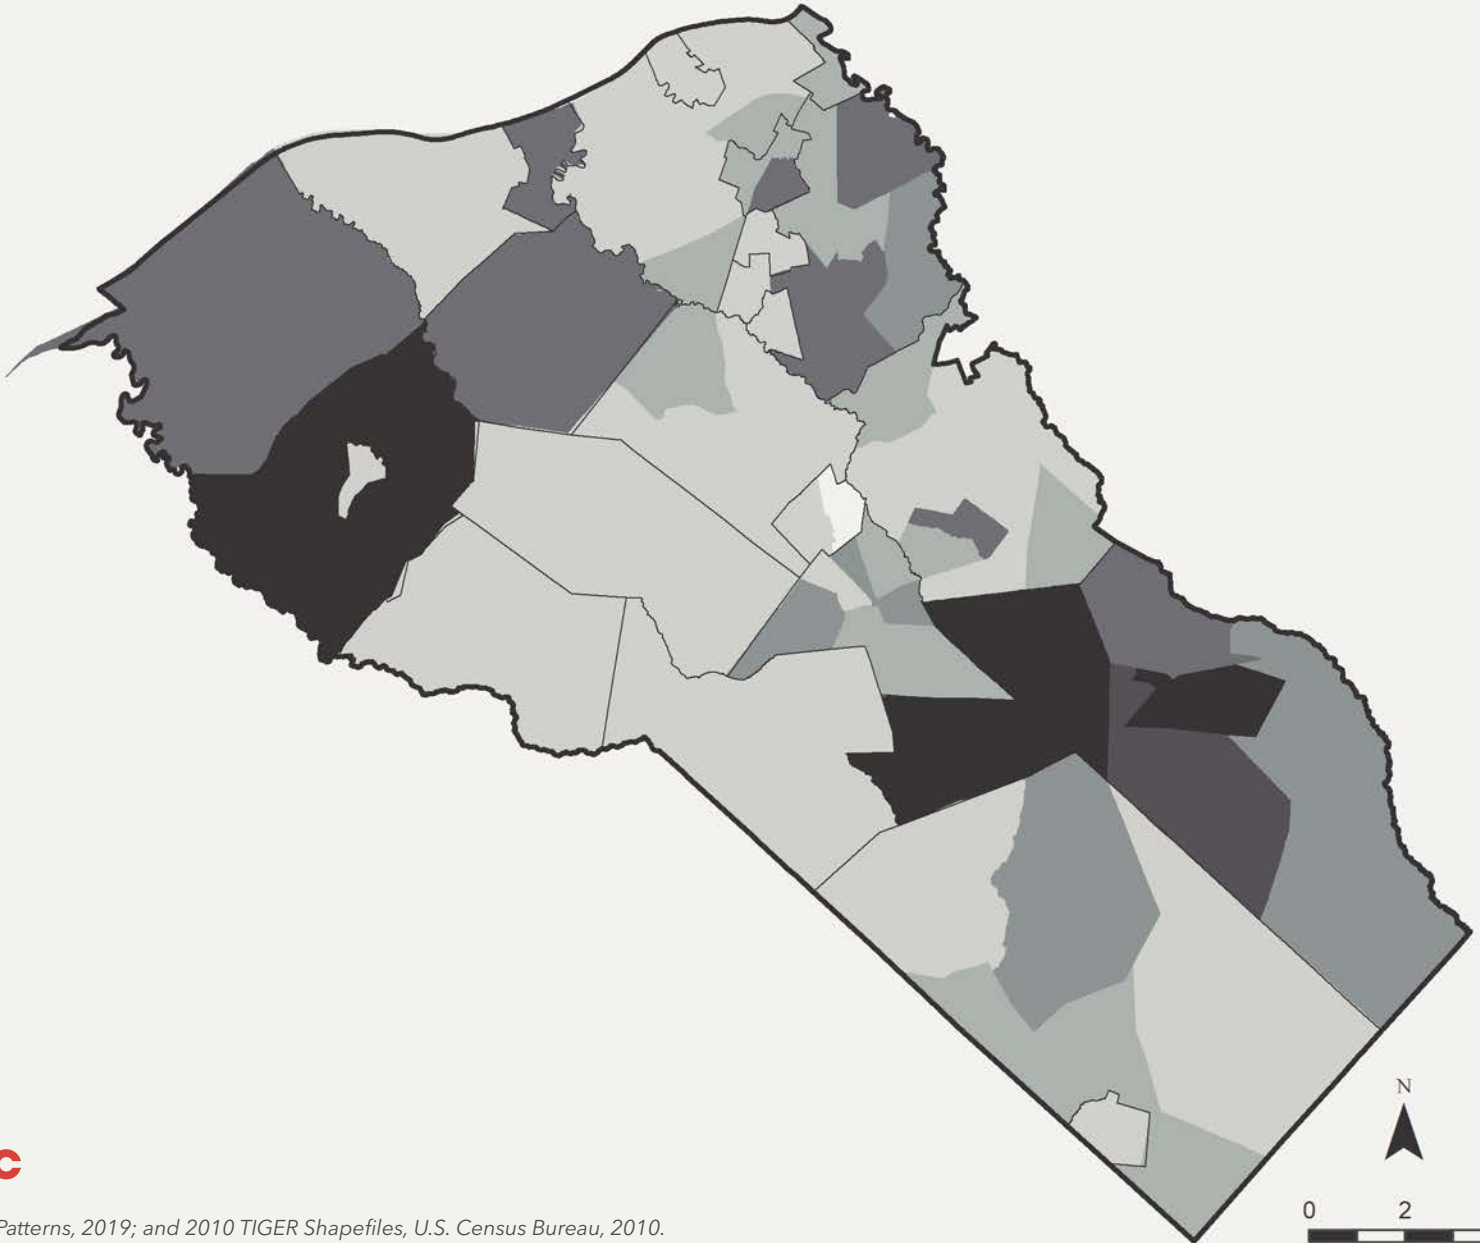 N
c
0 2
Patterns, 2019; and 2010 TIGER Shapefiles, U.S. Census Bureau, 2010.